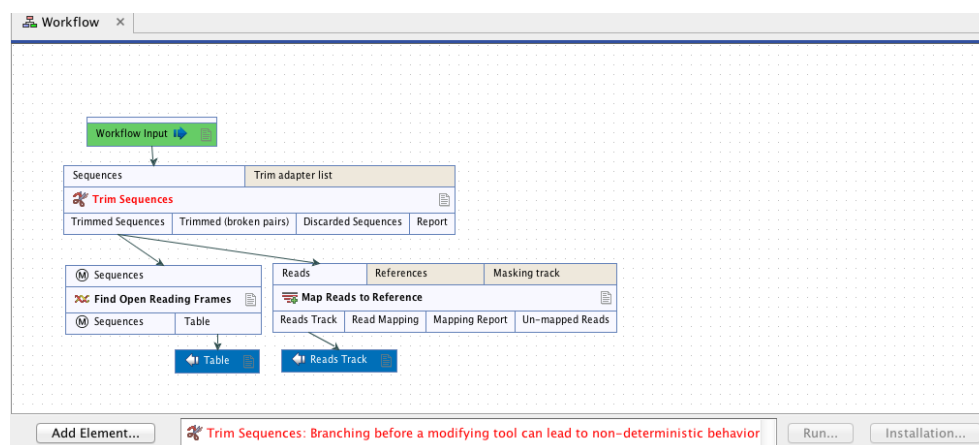 Workflow ×
Workflow Input
Sequences Trim adapter list
Trim Sequences
Trimmed Sequences Trimmed (broken pairs) Discarded Sequences Report
M Sequences
Reads References Masking track
Find Open Reading Frames
Map Reads to Reference
M Sequences Table
Reads Track Read Mapping Mapping Report Un-mapped Reads
Table
Reads Track
Add Element...
Trim Sequences: Branching before a modifying tool can lead to non-deterministic behavior
Run...
Installation...